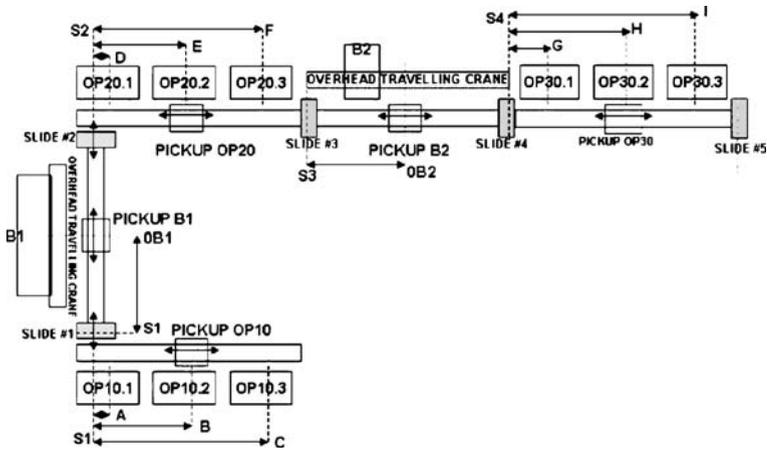 S2
F
E
D
S4
I
H
G
OP20.1
OP20.2
OP20.3
B2
OVERHEAD TRAVELLING CRANE
OP30.1
OP30.2
OP30.3
SLIDE #2
PICKUP OP20
SLIDE #3
PICKUP B2
SLIDE #4
PICKUP OP30
SLIDE #5
S3
0B2
B1
OVERHEAD TRAVELLING CRANE
PICKUP B1
0B1
SLIDE #1
S1
PICKUP OP10
OP10.1
OP10.2
OP10.3
A
B
S1
C